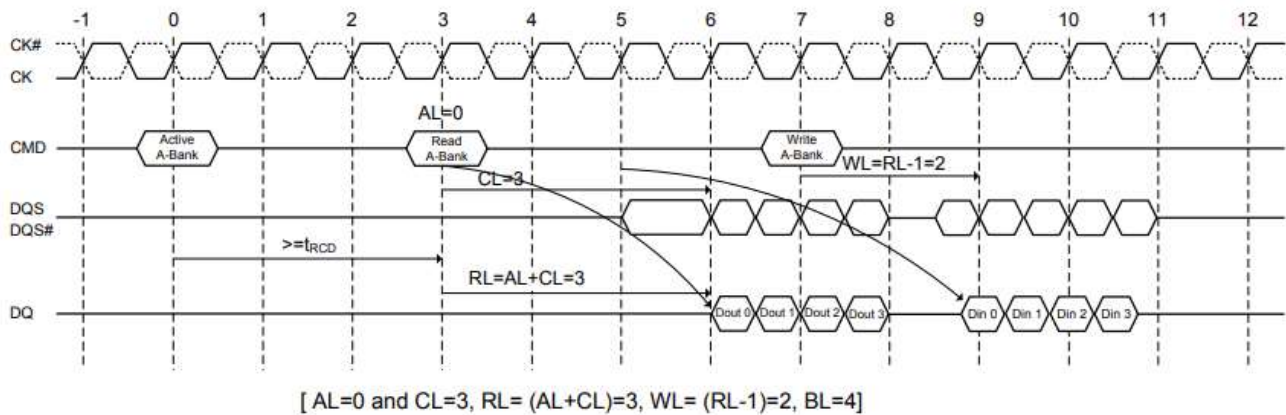 -1 0 1 2 3 4 5 6 7 8 9 10 11 12
CK#
CK
AL=0
CMD Active A-Bank Read A-Bank Write A-Bank
WL=RL-1=2
CL=3
DQS
DQS#
>=tRCD
RL=AL+CL=3
DQ Dout 0 Dout 1 Dout 2 Dout 3 Din 0 Din 1 Din 2 Din 3
[ AL=0 and CL=3, RL= (AL+CL)=3, WL= (RL-1)=2, BL=4]